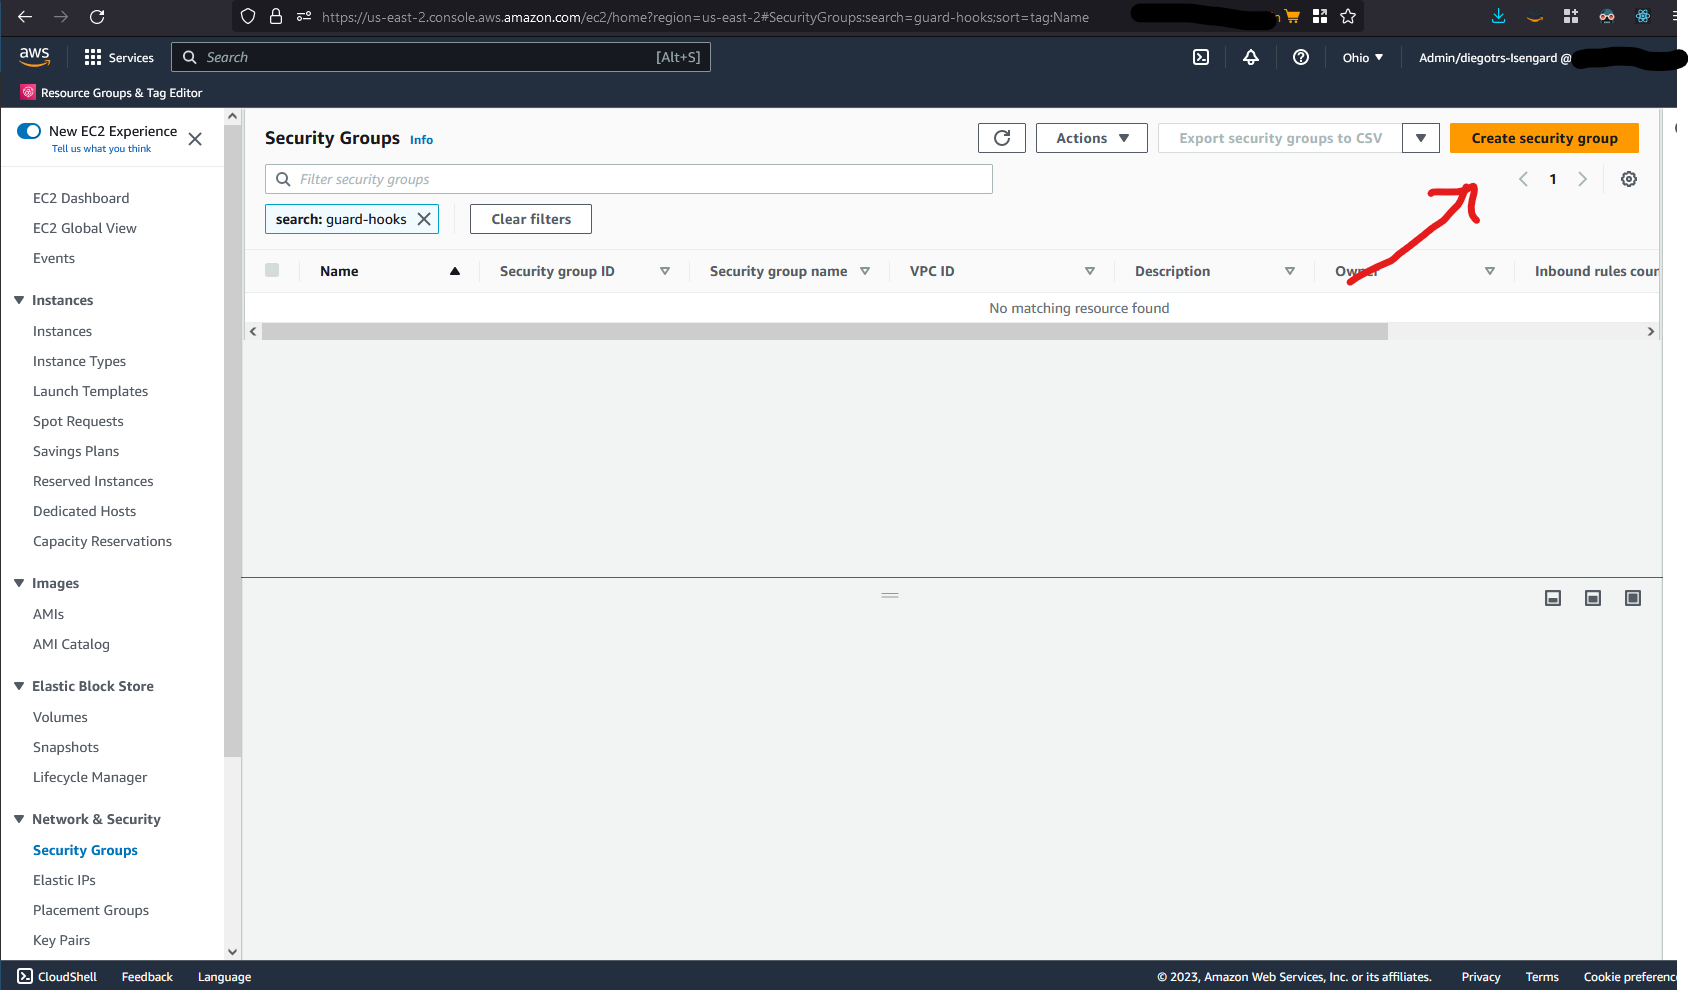 https://us-east-2.console.aws.amazon.com/ec2/home?region=us-east-2#SecurityGroups:search=guard-hooks;sort=tag:Name
aws
Services
Search
[Alt+S]
Ohio
Admin/diegotrs-Isengard @
Resource Groups & Tag Editor
New EC2 Experience
Tell us what you think
EC2 Dashboard
EC2 Global View
Events
Instances
Instances
Instance Types
Launch Templates
Spot Requests
Savings Plans
Reserved Instances
Dedicated Hosts
Capacity Reservations
Images
AMIs
AMI Catalog
Elastic Block Store
Volumes
Snapshots
Lifecycle Manager
Network & Security
Security Groups
Elastic IPs
Placement Groups
Key Pairs
Security Groups Info
Actions
Export security groups to CSV
Create security group
Filter security groups
1
search: guard-hooks
Clear filters
Name
Security group ID
Security group name
VPC ID
Description
Owner
Inbound rules coun
No matching resource found
CloudShell
Feedback
Language
© 2023, Amazon Web Services, Inc. or its affiliates.
Privacy
Terms
Cookie preferenc